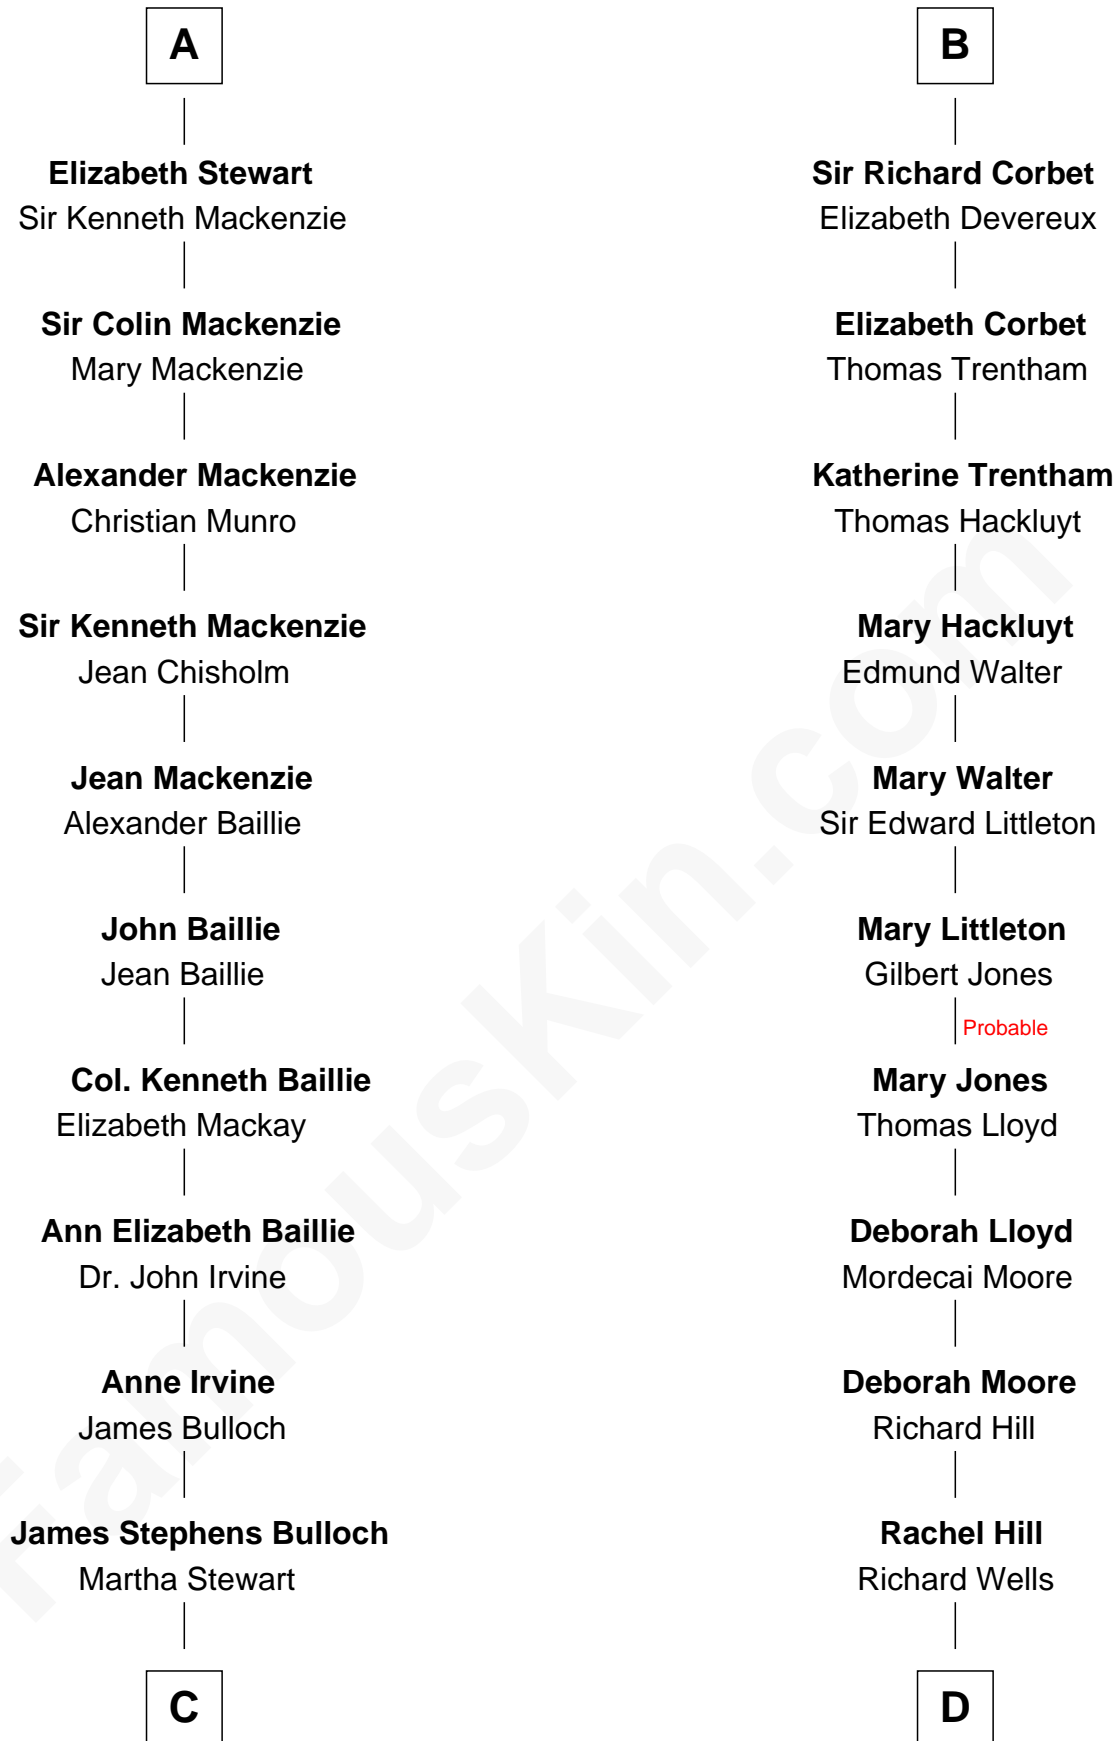 A
Elizabeth Stewart
Sir Kenneth Mackenzie
Sir Colin Mackenzie
Mary Mackenzie
Alexander Mackenzie
Christian Munro
Sir Kenneth Mackenzie
Jean Chisholm
Jean Mackenzie
Alexander Baillie
John Baillie
Jean Baillie
Col. Kenneth Baillie
Elizabeth Mackay
Ann Elizabeth Baillie
Dr. John Irvine
Anne Irvine
James Bulloch
James Stephens Bulloch
Martha Stewart
C
B
Sir Richard Corbet
Elizabeth Devereux
Elizabeth Corbet
Thomas Trentham
Katherine Trentham
Thomas Hackluyt
Mary Hackluyt
Edmund Walter
Mary Walter
Sir Edward Littleton
Mary Littleton
Gilbert Jones
Probable
Mary Jones
Thomas Lloyd
Deborah Lloyd
Mordecai Moore
Deborah Moore
Richard Hill
Rachel Hill
Richard Wells
D
FamousKin.com